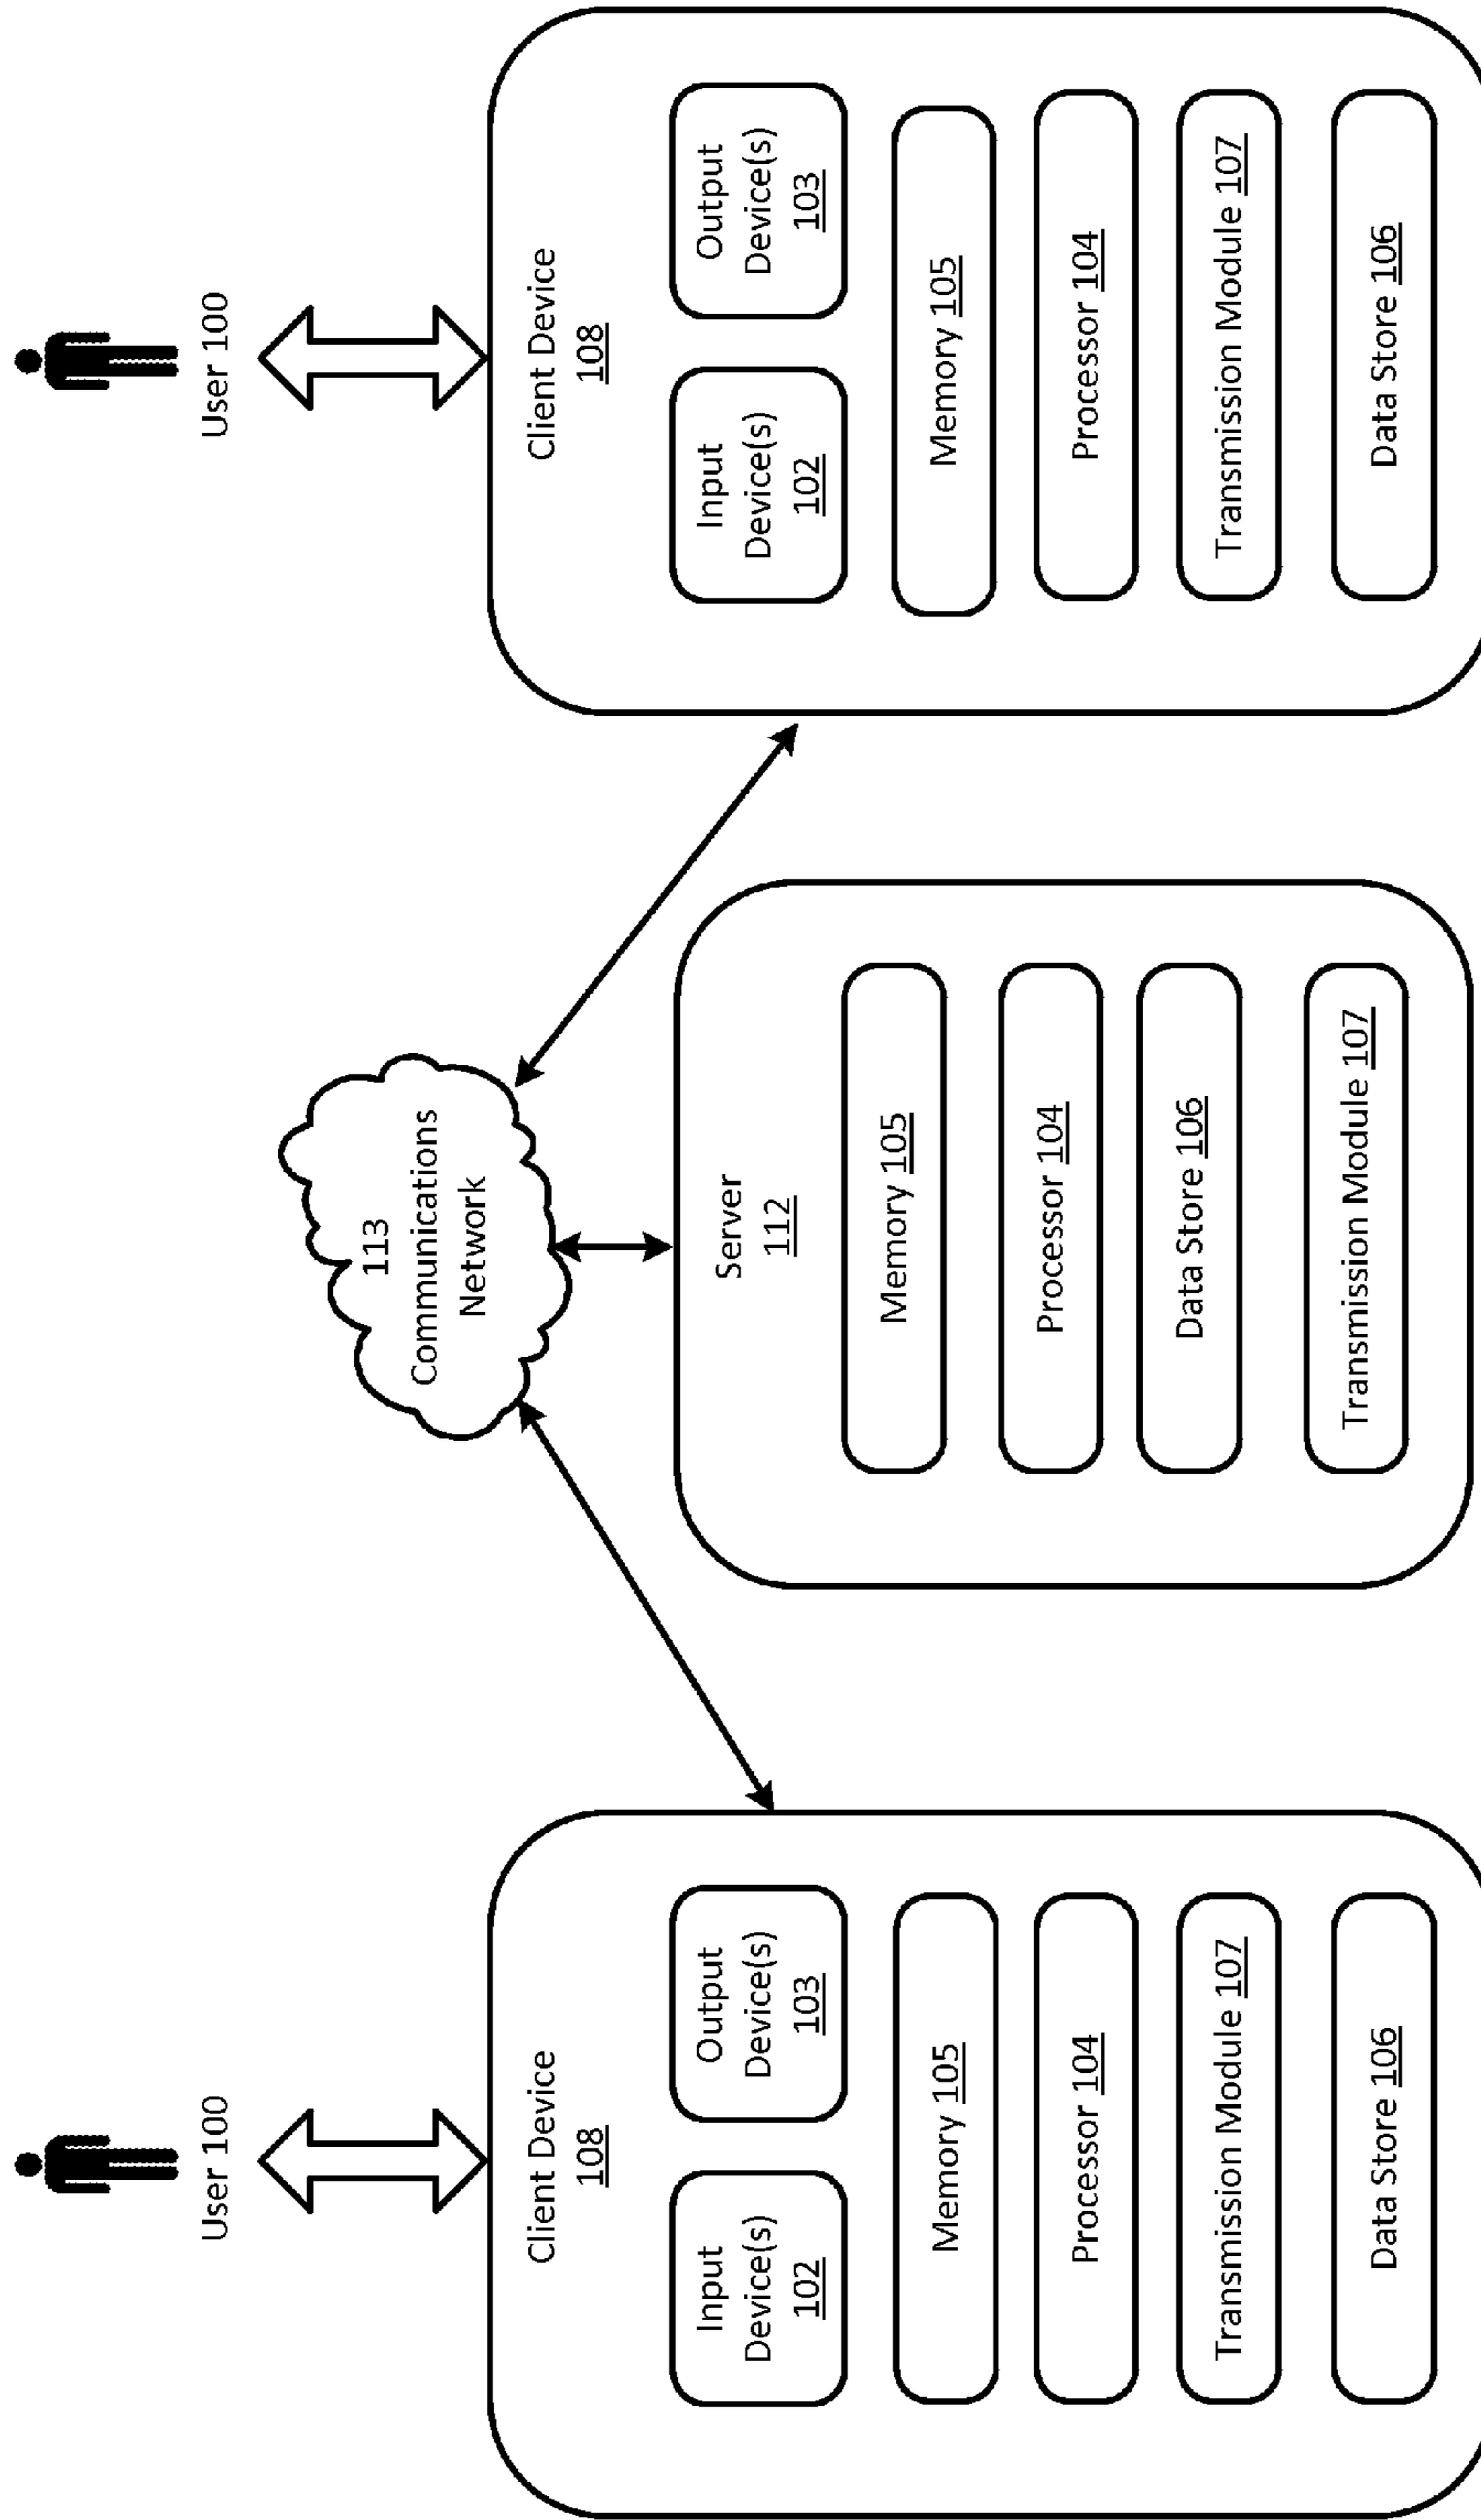 User 100
Client Device
108
Input
Device(s)
102
Output
Device(s)
103
Memory 105
Processor 104
Transmission Module 107
Data Store 106
113
Communications
Network
Server
112
Memory 105
Processor 104
Data Store 106
Transmission Module 107
User 100
Client Device
108
Input
Device(s)
102
Output
Device(s)
103
Memory 105
Processor 104
Transmission Module 107
Data Store 106